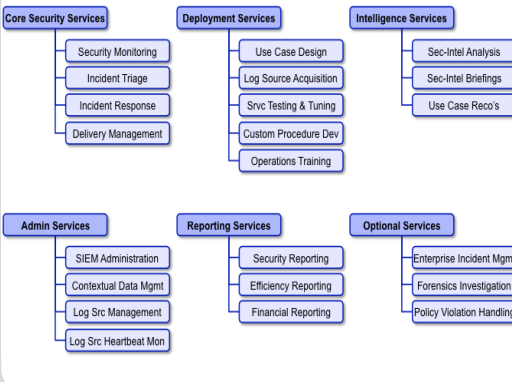 Core Security Services
Security Monitoring
Incident Triage
Incident Response
Delivery Management
Deployment Services
Use Case Design
Log Source Acquisition
Srvc Testing & Tuning
Custom Procedure Dev
Operations Training
Intelligence Services
Sec-Intel Analysis
Sec-Intel Briefings
Use Case Reco's
Admin Services
SIEM Administration
Contextual Data Mgmt
Log Src Management
Log Src Heartbeat Mon
Reporting Services
Security Reporting
Efficiency Reporting
Financial Reporting
Optional Services
Enterprise Incident Mgm
Forensics Investigation
Policy Violation Handling